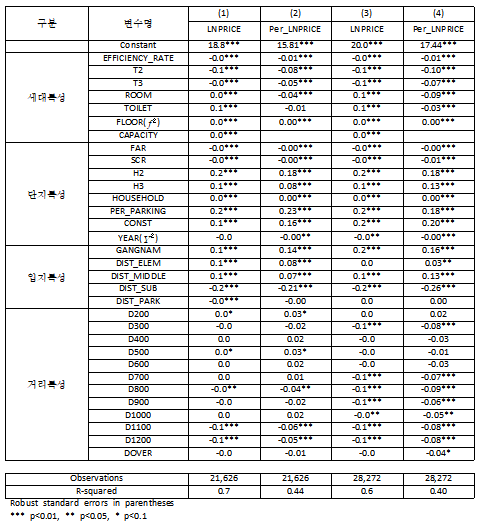 구분 변수명 (1) (2) (3) (4)
LNPRICE Per_LNPRICE LNPRICE Per_LNPRICE
Constant 18.8*** 15.81*** 20.0*** 17.44***
세대특성
EFFICIENCY_RATE -0.0*** -0.01*** -0.0*** -0.01***
T2 -0.1*** -0.08*** -0.1*** -0.10***
T3 -0.0*** -0.05*** -0.1*** -0.07***
ROOM 0.0*** -0.04*** 0.1*** -0.09***
TOILET 0.1*** -0.01 0.1*** -0.03***
FLOOR(f²) 0.0*** 0.00*** 0.0*** 0.00***
CAPACITY 0.0*** 0.0***
단지특성
FAR -0.0*** -0.00*** -0.0*** -0.00***
SCR -0.0*** -0.00*** -0.0*** -0.01***
H2 0.2*** 0.18*** 0.2*** 0.18***
H3 0.1*** 0.08*** 0.1*** 0.13***
HOUSEHOLD 0.0*** 0.00*** 0.0*** 0.00***
PER_PARKING 0.2*** 0.23*** 0.2*** 0.18***
CONST 0.1*** 0.16*** 0.2*** 0.20***
YEAR( ²) -0.0 -0.00** -0.0** -0.00***
입지특성
GANGNAM 0.1*** 0.14*** 0.2*** 0.16***
DIST_ELEM 0.1*** 0.08*** 0.0 0.03**
DIST_MIDDLE 0.1*** 0.07*** 0.1*** 0.13***
DIST_SUB -0.2*** -0.21*** -0.2*** -0.26***
DIST_PARK -0.0*** -0.00 0.0 0.00
거리특성
D200 0.0* 0.03* 0.0 0.02
D300 -0.0 -0.02 -0.1*** -0.08***
D400 0.0 0.02 -0.0 -0.03
D500 0.0* 0.03* -0.0 -0.01
D600 0.0 0.02 -0.0 -0.03
D700 0.0 0.01 -0.1*** -0.07***
D800 -0.0** -0.04** -0.1*** -0.09***
D900 -0.0 -0.02 -0.1*** -0.06***
D1000 0.0 0.02 -0.0** -0.05**
D1100 -0.1*** -0.06*** -0.1*** -0.08***
D1200 -0.1*** -0.05*** -0.1*** -0.08***
DOVER -0.0 -0.01 -0.0 -0.04*
Observations 21,626 21,626 28,272 28,272
R-squared 0.7 0.44 0.6 0.40
Robust standard errors in parentheses
*** p<0.01, ** p<0.05, * p<0.1